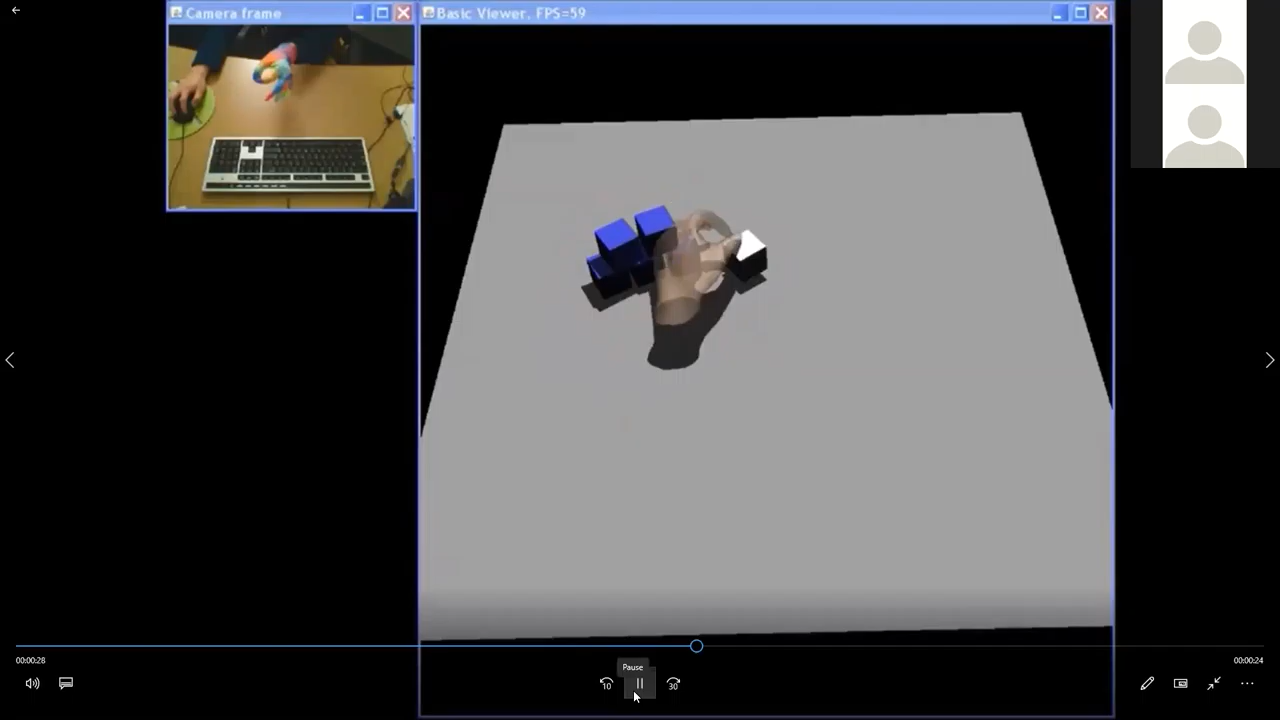 Camera frame
Basic Viewer, FPS=59
00:00:28
Pause
00:00:24
10
30